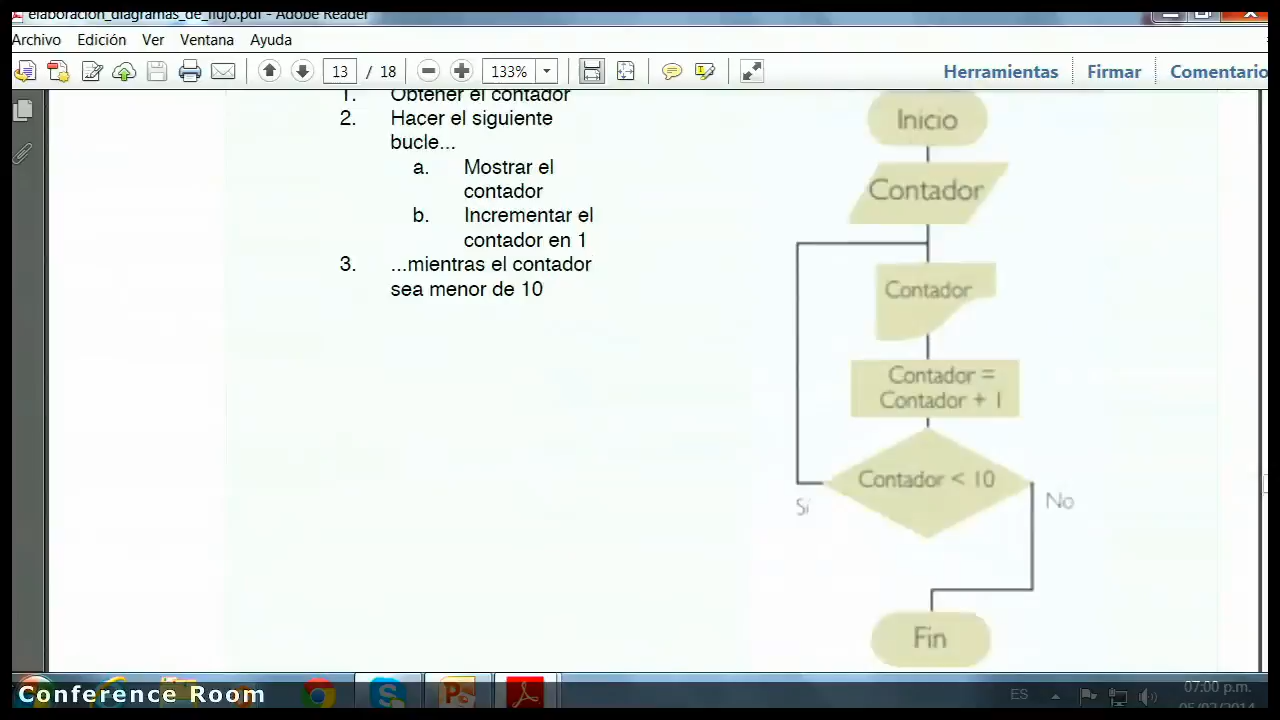 elaboracion_diagramas_de_flujo.pdf - Adobe Reader
Archivo Edición Ver Ventana Ayuda
13 / 18 133% Herramientas Firmar Comentario
1. Obtener el contador
2. Hacer el siguiente
bucle...
a. Mostrar el
contador
b. Incrementar el
contador en 1
3. ...mientras el contador
sea menor de 10
Inicio
Contador
Contador
Contador =
Contador + 1
Contador < 10
Si
No
Fin
Conference Room
ES
07:00 p.m.